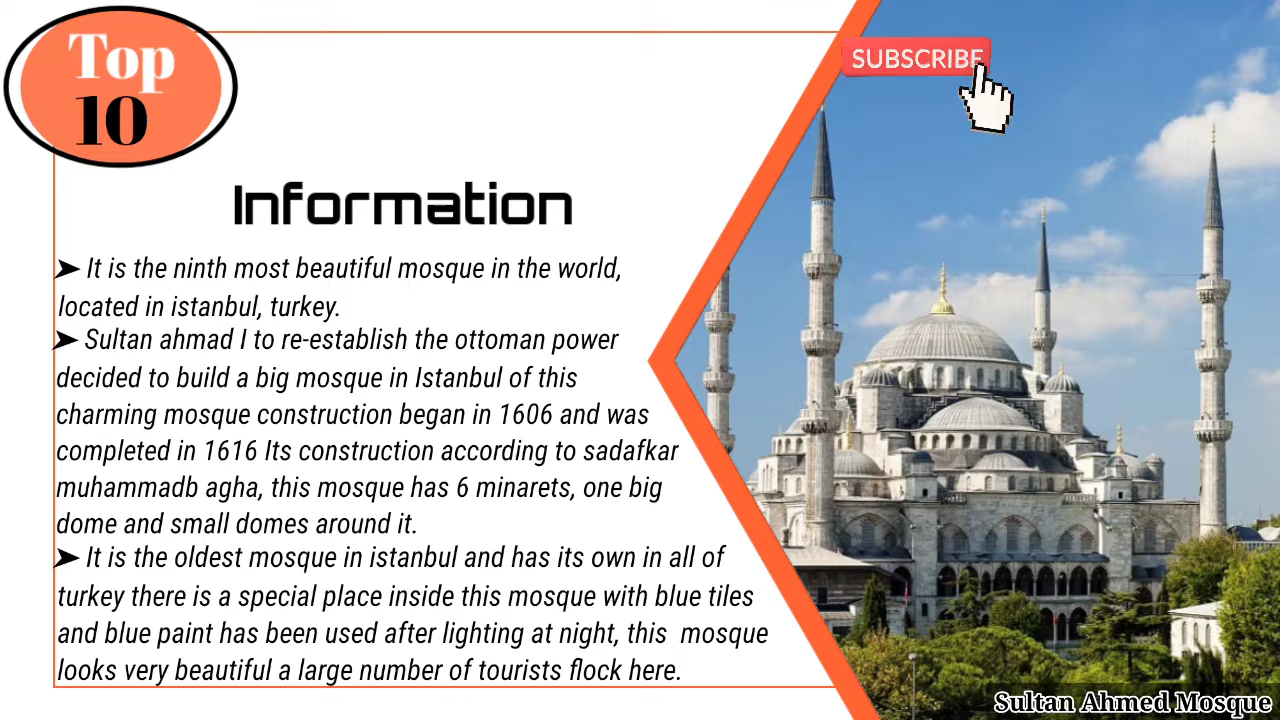 Top
10
SUBSCRIBE
Information
➤ It is the ninth most beautiful mosque in the world,
located in istanbul, turkey.
➤ Sultan ahmad I to re-establish the ottoman power
decided to build a big mosque in Istanbul of this
charming mosque construction began in 1606 and was
completed in 1616 Its construction according to sadafkar
muhammadb agha, this mosque has 6 minarets, one big
dome and small domes around it.
➤ It is the oldest mosque in istanbul and has its own in all of
turkey there is a special place inside this mosque with blue tiles
and blue paint has been used after lighting at night, this  mosque
looks very beautiful a large number of tourists flock here.
Sultan Ahmed Mosque